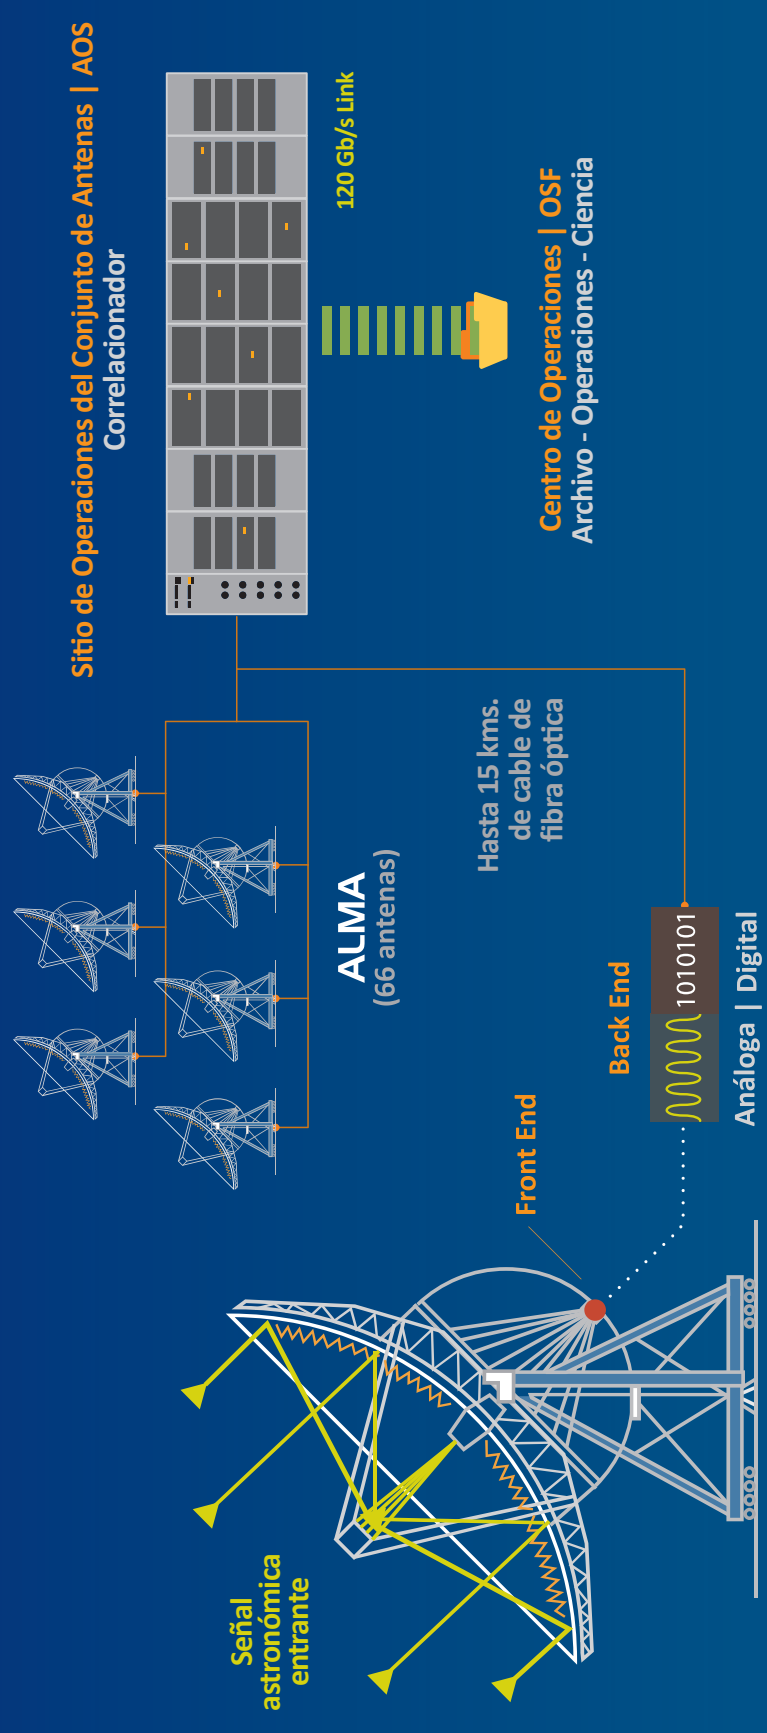 Señal
astronómica
entrante
Front End
Back End
1010101
Análoga | Digital
ALMA
(66 antenas)
Hasta 15 kms.
de cable de
fibra óptica
Sitio de Operaciones del Conjunto de Antenas | AOS
Correlacionador
120 Gb/s Link
Centro de Operaciones | OSF
Archivo - Operaciones - Ciencia